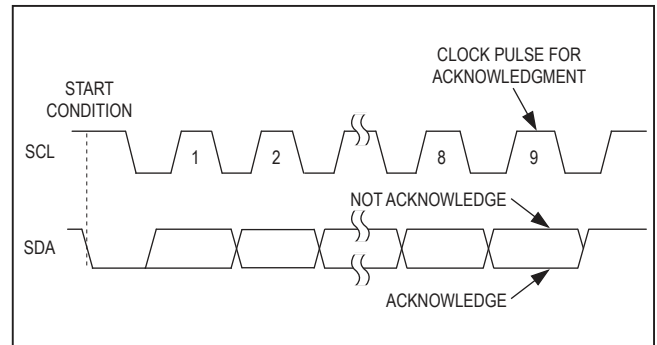 CLOCK PULSE FOR
ACKNOWLEDGMENT
START
CONDITION
SCL
1
2
8
9
NOT ACKNOWLEDGE
SDA
ACKNOWLEDGE